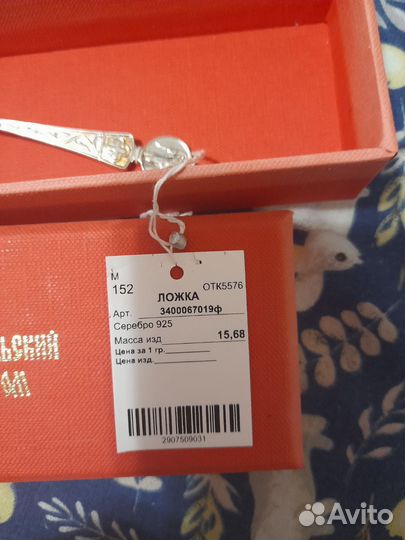 М
152
ОТК5576
ЛОЖКА
Арт. 3400067019ф
Серебро 925
Масса изд 15,68
Цена за 1 гр.
Цена изд.
2907509031
Avito